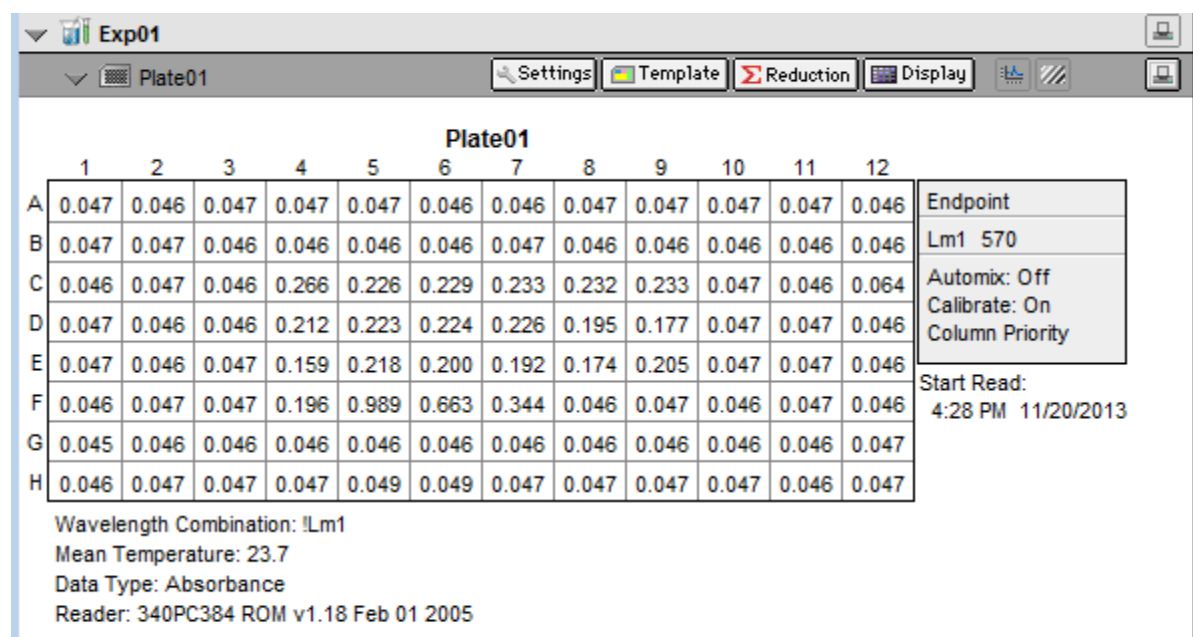 Exp01
Plate01
Settings Template Reduction Display
Plate01
1 2 3 4 5 6 7 8 9 10 11 12
A 0.047 0.046 0.047 0.047 0.047 0.046 0.046 0.047 0.047 0.047 0.047 0.046
B 0.047 0.047 0.046 0.046 0.046 0.046 0.047 0.046 0.046 0.046 0.046 0.046
C 0.046 0.047 0.046 0.266 0.226 0.229 0.233 0.232 0.233 0.047 0.046 0.064
D 0.047 0.046 0.046 0.212 0.223 0.224 0.226 0.195 0.177 0.047 0.047 0.046
E 0.047 0.046 0.047 0.159 0.218 0.200 0.192 0.174 0.205 0.047 0.047 0.046
F 0.046 0.047 0.047 0.196 0.989 0.663 0.344 0.046 0.047 0.046 0.047 0.046
G 0.045 0.046 0.046 0.046 0.046 0.046 0.046 0.046 0.046 0.046 0.046 0.047
H 0.046 0.047 0.047 0.047 0.049 0.049 0.047 0.047 0.047 0.047 0.046 0.047
Endpoint
Lm1 570
Automix: Off
Calibrate: On
Column Priority
Start Read:
4:28 PM 11/20/2013
Wavelength Combination: !Lm1
Mean Temperature: 23.7
Data Type: Absorbance
Reader: 340PC384 ROM v1.18 Feb 01 2005